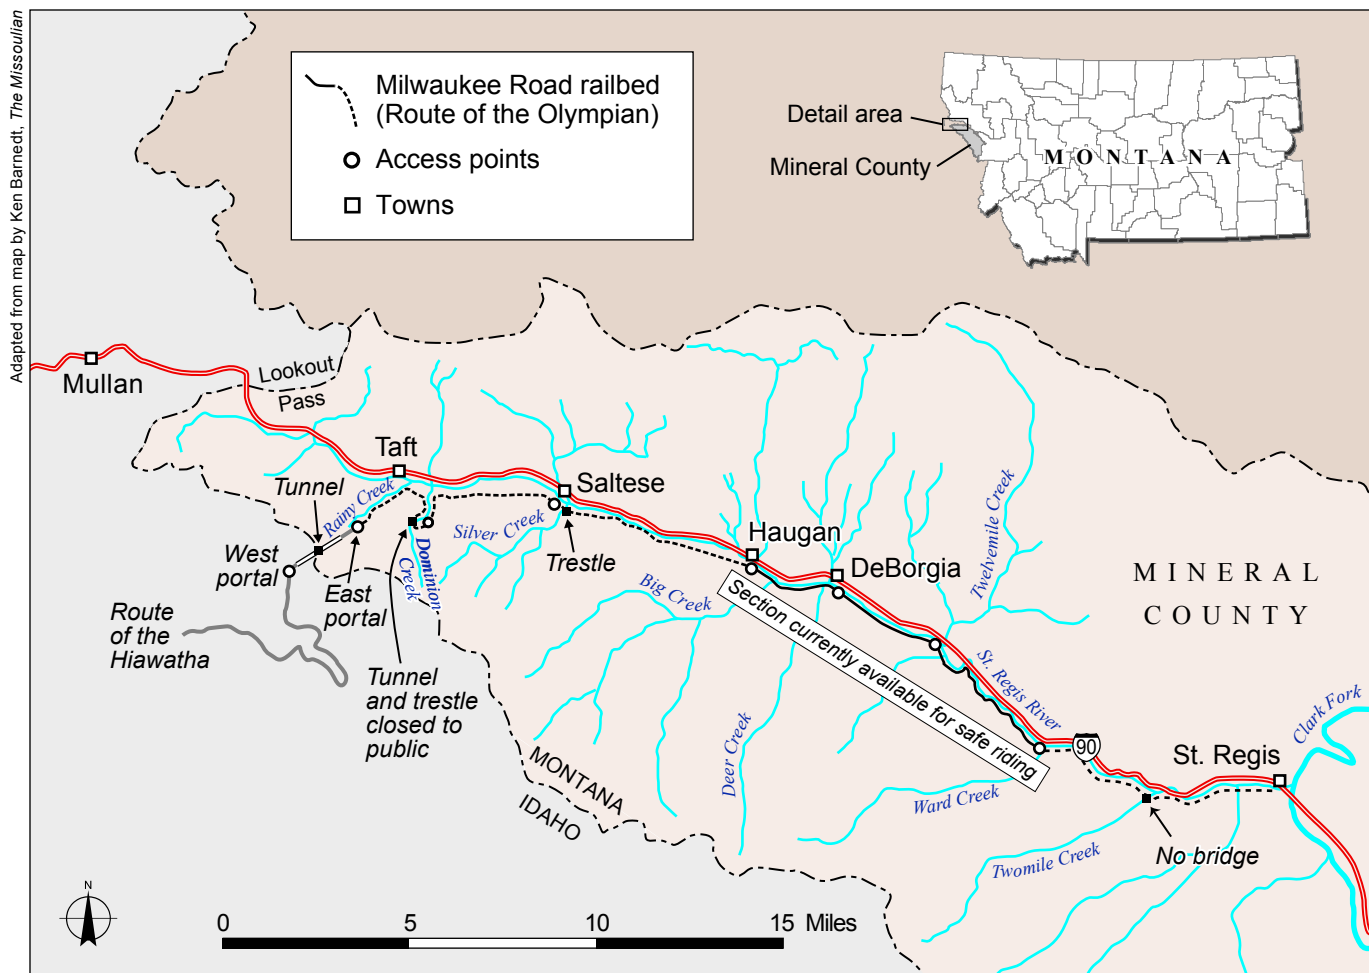 Adapted from map by Ken Barnedt, The Missoulian
Milwaukee Road railbed
(Route of the Olympian)
Access points
Towns
Detail area
Mineral County
MONTANA
Mullan
Lookout
Pass
Taft
Tunnel
Rainy Creek
Saltese
Silver Creek
Trestle
West
portal
East
portal
Dominion
Creek
Route
of the
Hiawatha
Tunnel
and trestle
closed to
public
Haugan
DeBorgia
Big Creek
Twelvemile Creek
MINERAL
COUNTY
Section currently available for safe riding
St. Regis River
Clark Fork
90
St. Regis
Deer Creek
Ward Creek
MONTANA
IDAHO
Twomile Creek
No bridge
N
0 5 10 15 Miles